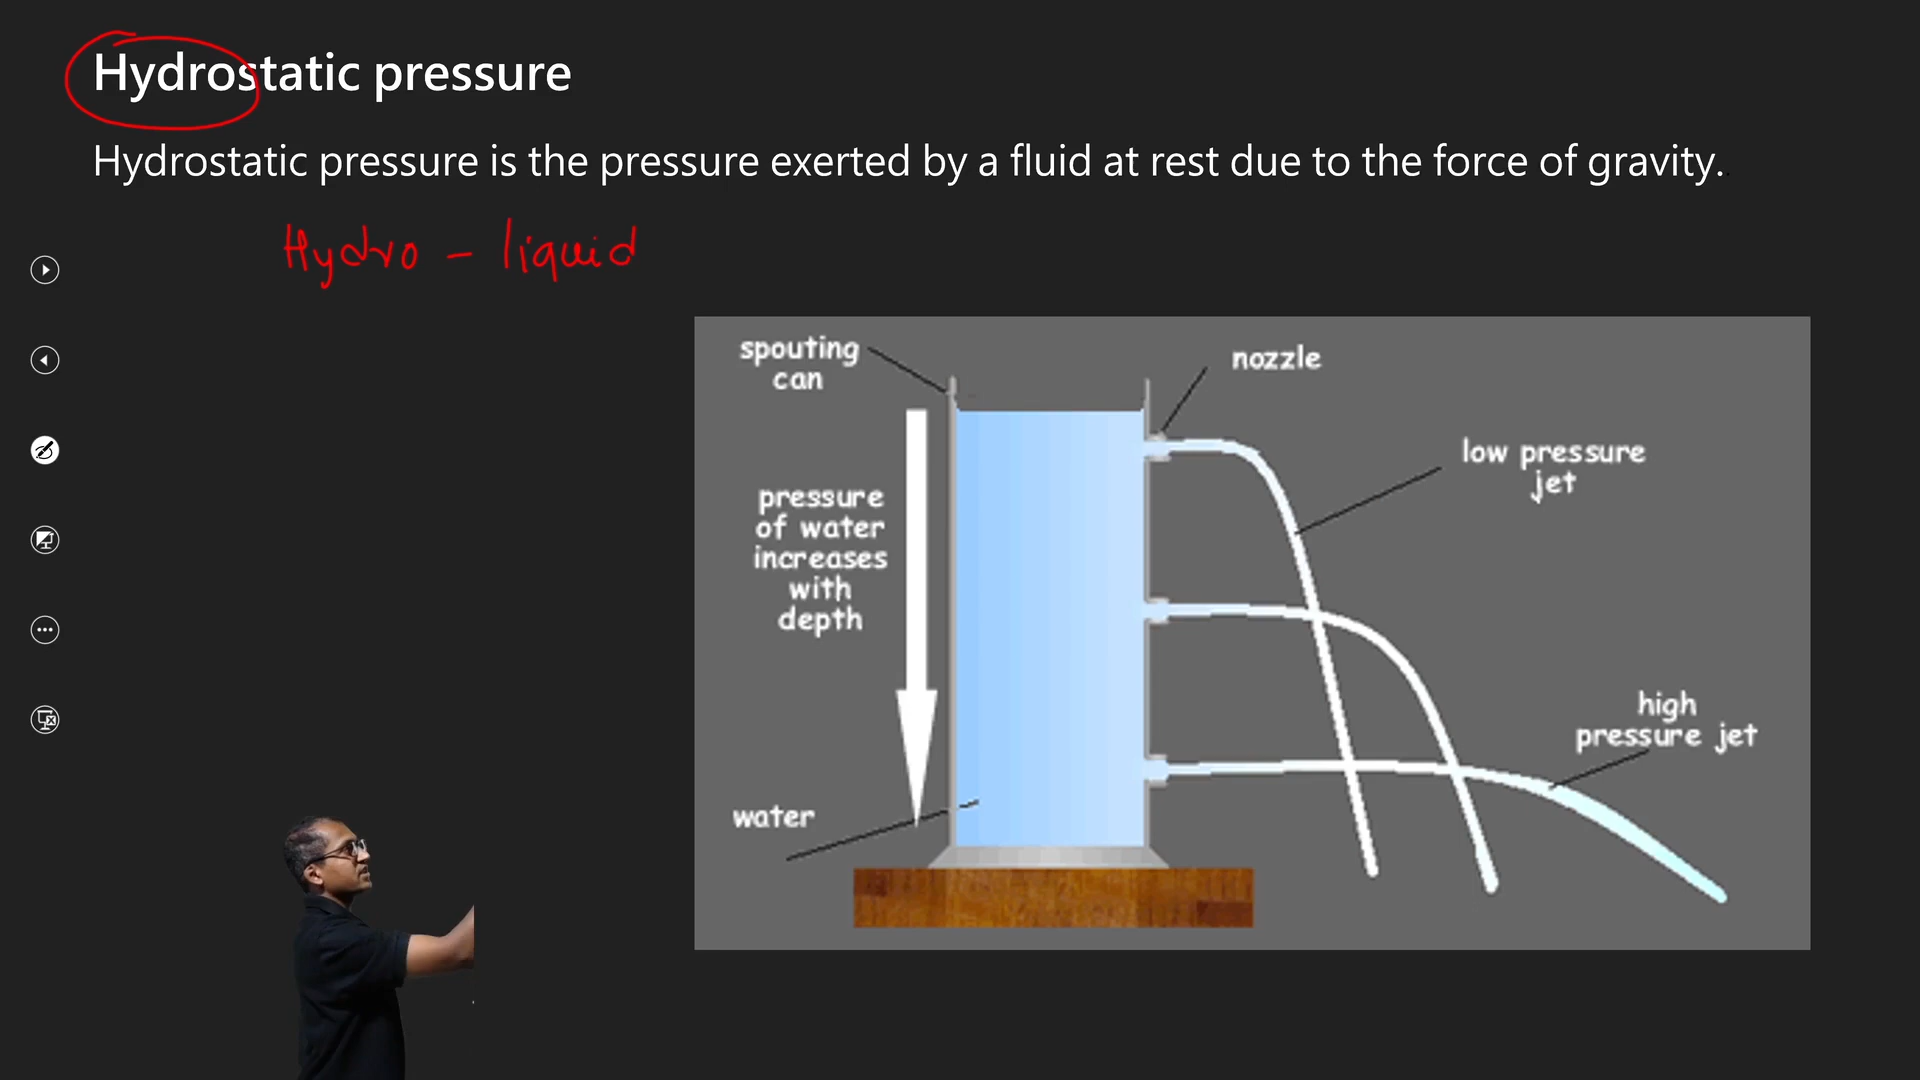 Hydrostatic pressure
Hydrostatic pressure is the pressure exerted by a fluid at rest due to the force of gravity..
Hydro - liquid
spouting
can
nozzle
low pressure
jet
pressure
of water
increases
with
depth
high
pressure jet
water